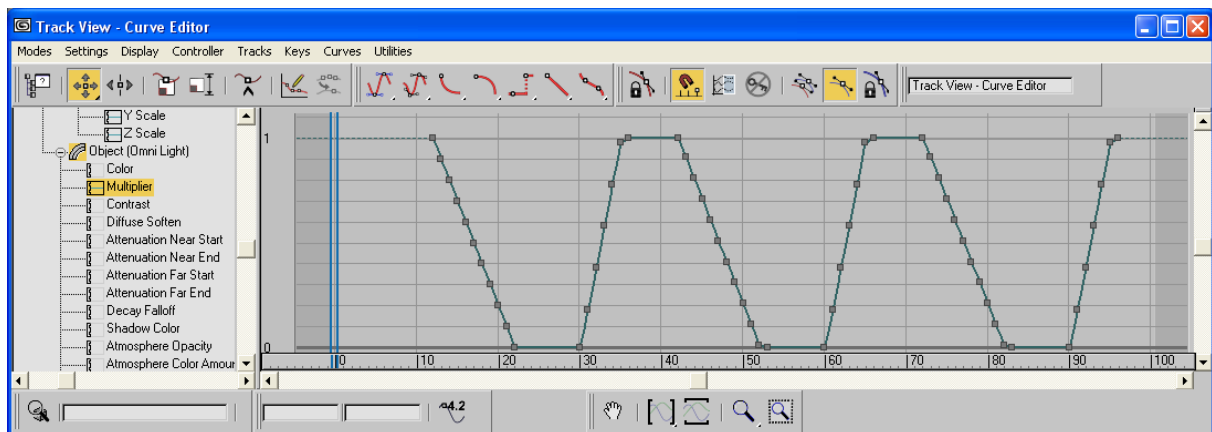 Track View - Curve Editor
Modes Settings Display Controller Tracks Keys Curves Utilities
Track View - Curve Editor
Y Scale
Z Scale
Object (Omni Light)
Color
Multiplier
Contrast
Diffuse Soften
Attenuation Near Start
Attenuation Near End
Attenuation Far Start
Attenuation Far End
Decay Falloff
Shadow Color
Atmosphere Opacity
Atmosphere Color Amour
1
0
0 10 20 30 40 50 60 70 80 90 100
4.2